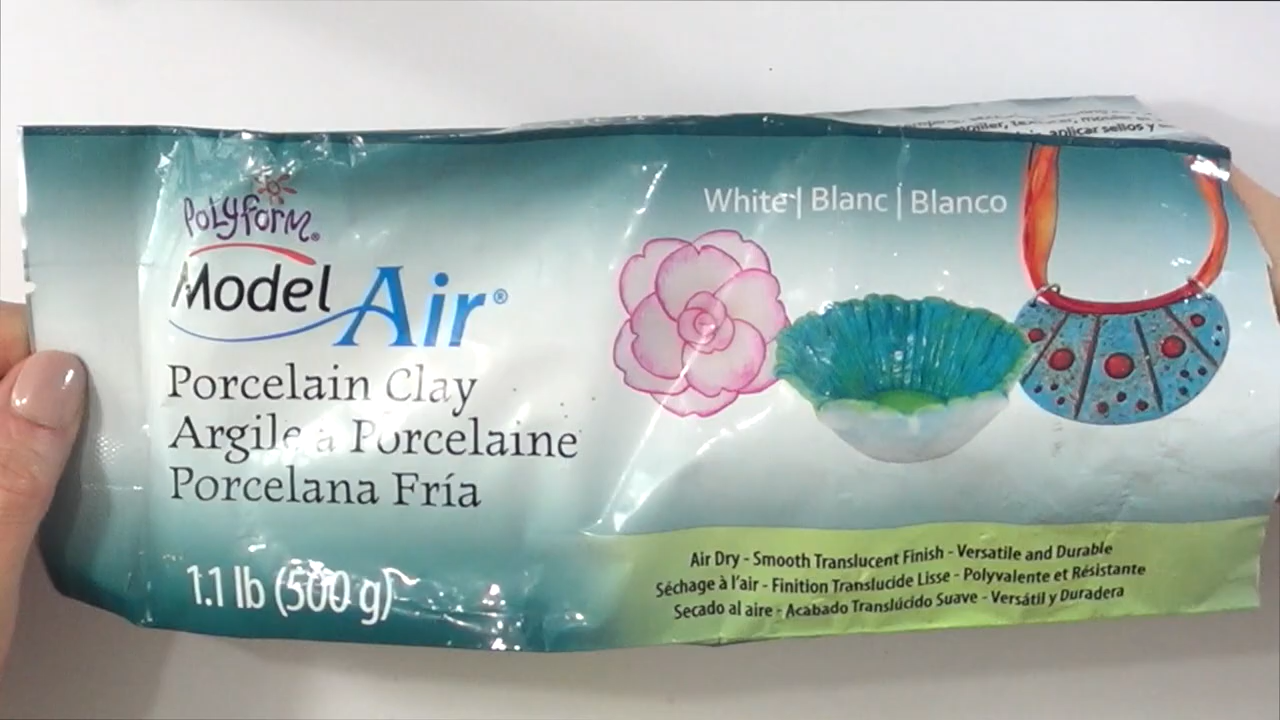 aplicar sellos y
Polyform®
Model Air®
Porcelain Clay
Argile à Porcelaine
Porcelana Fría
1.1 lb (500 g)
White | Blanc | Blanco
Air Dry - Smooth Translucent Finish - Versatile and Durable
Séchage à l'air - Finition Translucide Lisse - Polyvalente et Résistante
Secado al aire - Acabado Translúcido Suave - Versátil y Duradera